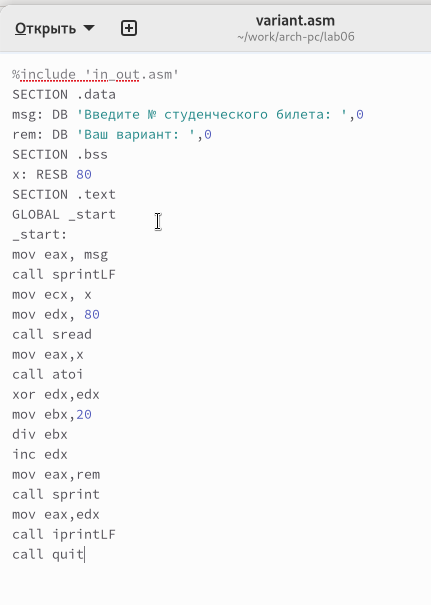 Открыть
variant.asm
~/work/arch-pc/lab06
%include 'in_out.asm'
SECTION .data
msg: DB 'Введите № студенческого билета: ',0
rem: DB 'Ваш вариант: ',0
SECTION .bss
x: RESB 80
SECTION .text
GLOBAL _start
_start:
mov eax, msg
call sprintLF
mov ecx, x
mov edx, 80
call sread
mov eax,x
call atoi
xor edx,edx
mov ebx,20
div ebx
inc edx
mov eax,rem
call sprint
mov eax,edx
call iprintLF
call quit